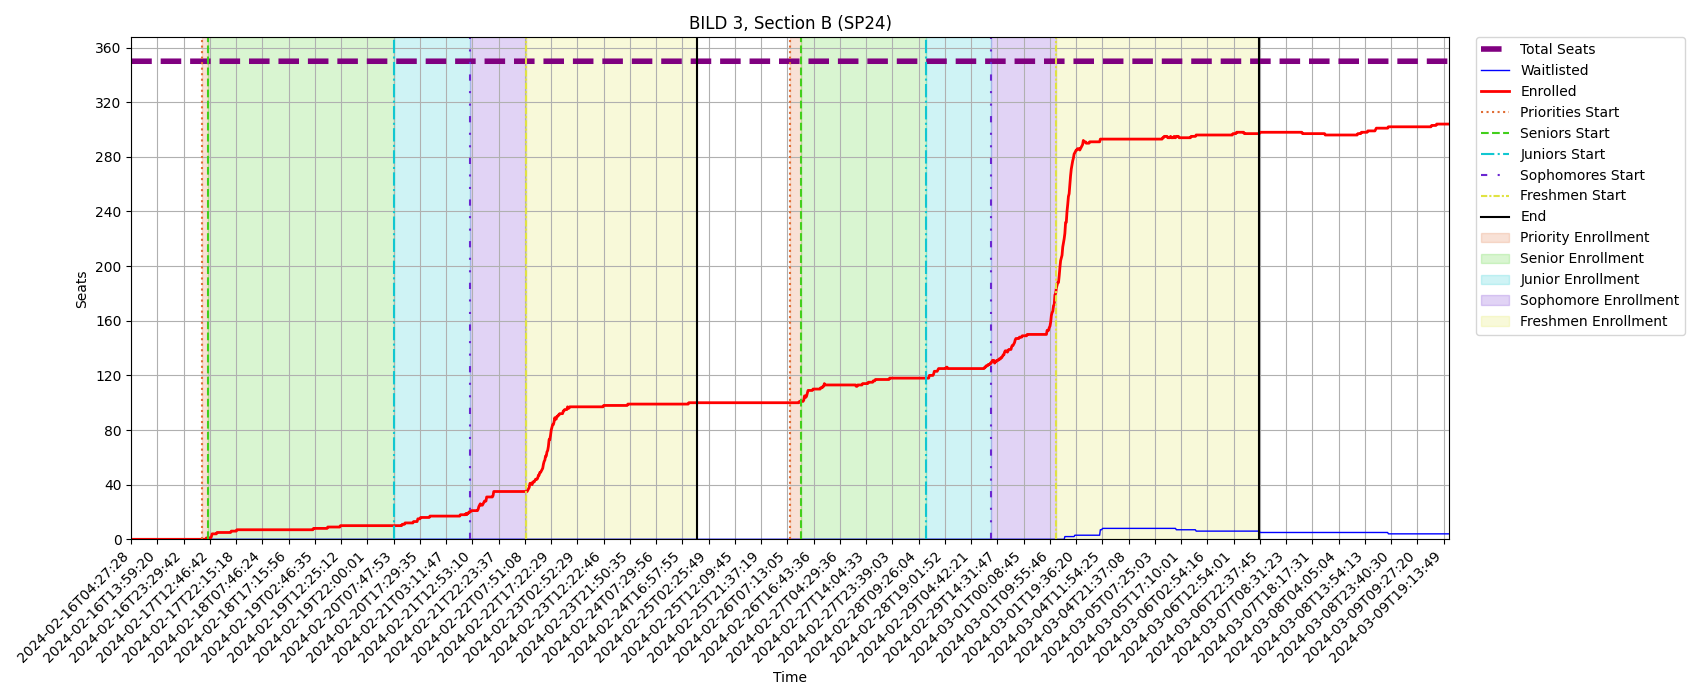 BILD 3, Section B (SP24)
Seats
360
320
280
240
200
160
120
80
40
0
2024-02-16T04:27:28
2024-02-16T13:59:20
2024-02-16T23:29:42
2024-02-17T12:46:42
2024-02-17T22:15:18
2024-02-18T07:46:24
2024-02-18T17:15:56
2024-02-19T02:46:35
2024-02-19T12:25:12
2024-02-19T22:00:01
2024-02-20T07:47:53
2024-02-20T17:29:35
2024-02-21T03:11:47
2024-02-21T12:53:10
2024-02-21T22:23:37
2024-02-22T07:51:08
2024-02-22T17:22:29
2024-02-23T02:52:29
2024-02-23T12:22:46
2024-02-23T21:50:35
2024-02-24T07:29:56
2024-02-24T16:57:55
2024-02-25T02:25:49
2024-02-25T12:09:45
2024-02-25T21:37:19
2024-02-26T07:13:05
2024-02-26T16:43:36
2024-02-27T04:29:36
2024-02-27T14:04:33
2024-02-27T23:39:03
2024-02-28T09:26:04
2024-02-28T19:01:52
2024-02-29T04:42:21
2024-02-29T14:31:47
2024-03-01T00:08:45
2024-03-01T09:55:46
2024-03-01T19:36:20
2024-03-04T11:54:25
2024-03-04T21:37:08
2024-03-05T07:25:03
2024-03-05T17:10:01
2024-03-06T02:54:16
2024-03-06T12:54:01
2024-03-06T22:37:45
2024-03-07T08:31:23
2024-03-07T18:17:31
2024-03-08T04:05:04
2024-03-08T13:54:13
2024-03-08T23:40:30
2024-03-09T09:27:20
2024-03-09T19:13:49
Time
Total Seats
Waitlisted
Enrolled
Priorities Start
Seniors Start
Juniors Start
Sophomores Start
Freshmen Start
End
Priority Enrollment
Senior Enrollment
Junior Enrollment
Sophomore Enrollment
Freshmen Enrollment